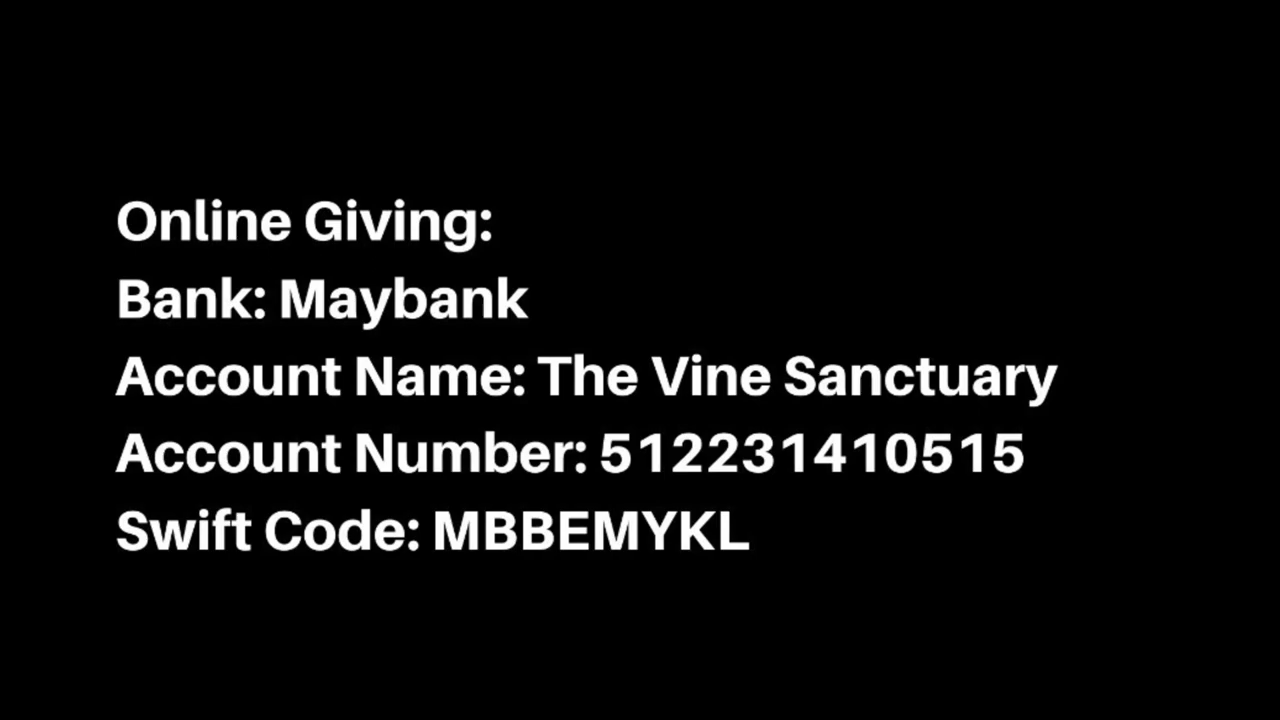 Online Giving:
Bank: Maybank
Account Name: The Vine Sanctuary
Account Number: 512231410515
Swift Code: MBBEMYKL